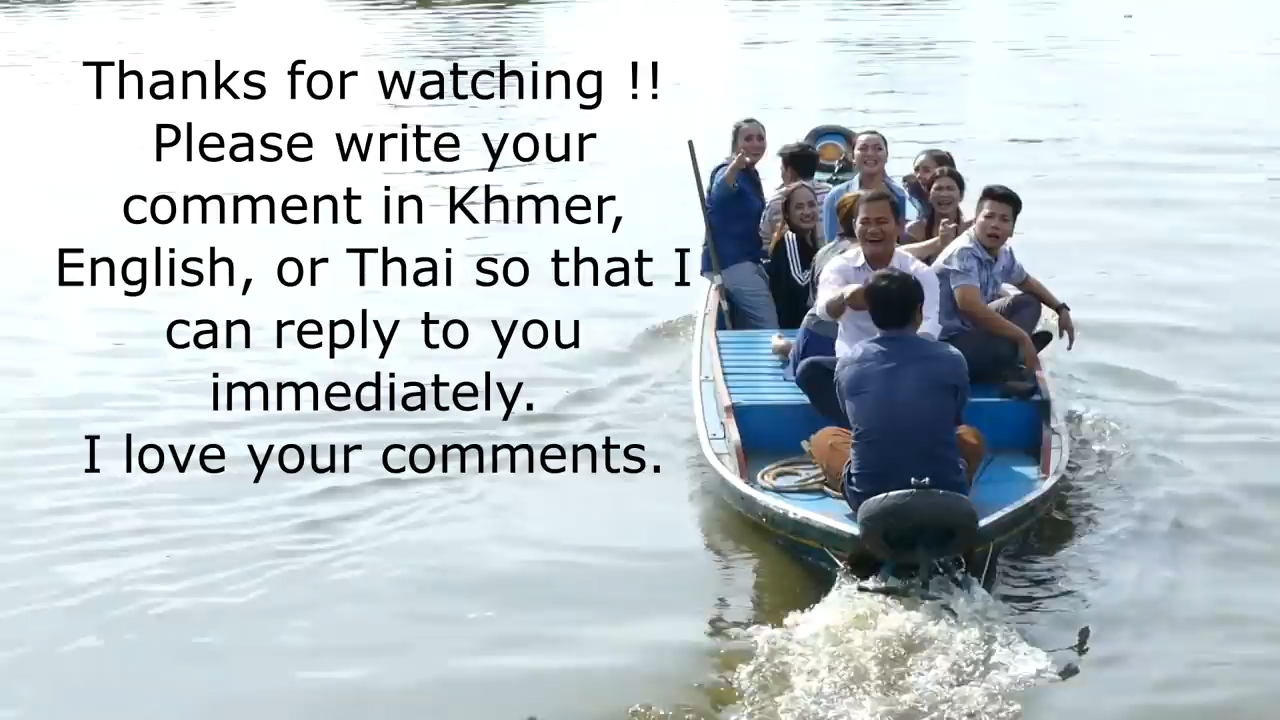 Thanks for watching !!
Please write your
comment in Khmer,
English, or Thai so that I
can reply to you
immediately.
I love your comments.